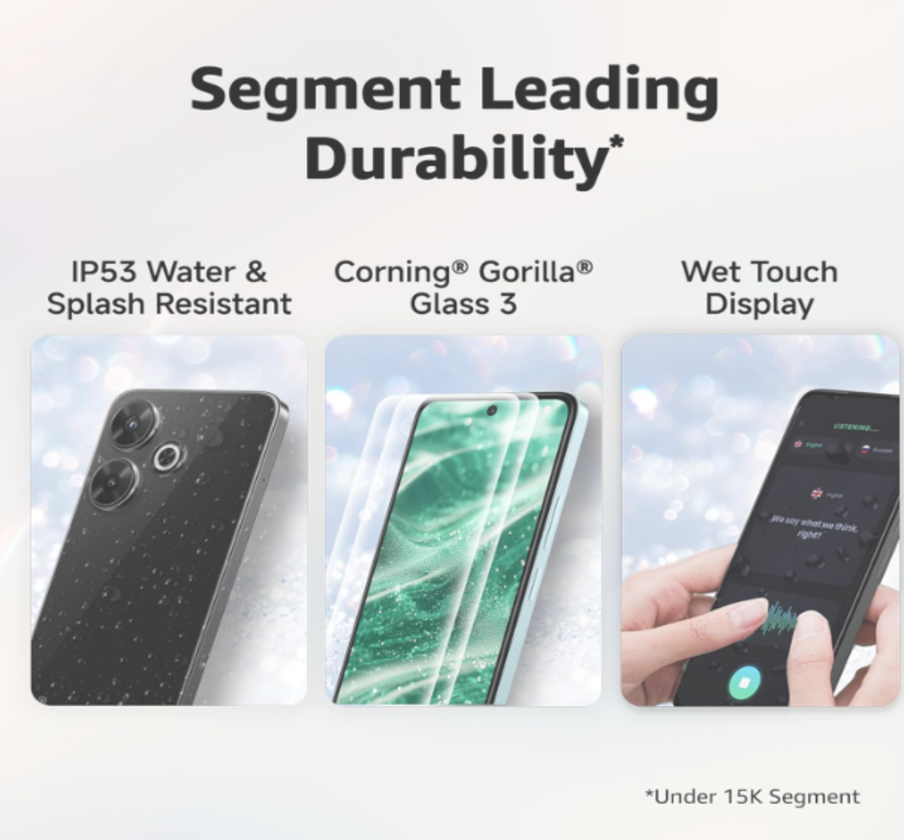 Segment Leading
Durability*
IP53 Water &
Splash Resistant
Corning® Gorilla®
Glass 3
Wet Touch
Display
LISTENING...
English
Russian
English
We say what we think,
right?
*Under 15K Segment